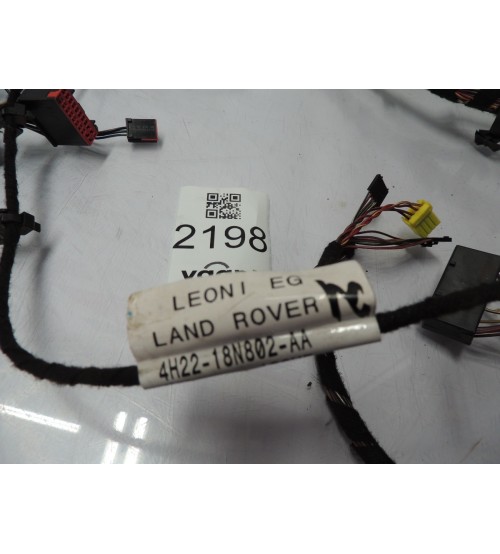 2198
LEONI EG
LAND ROVER
4H22-18N802-AA